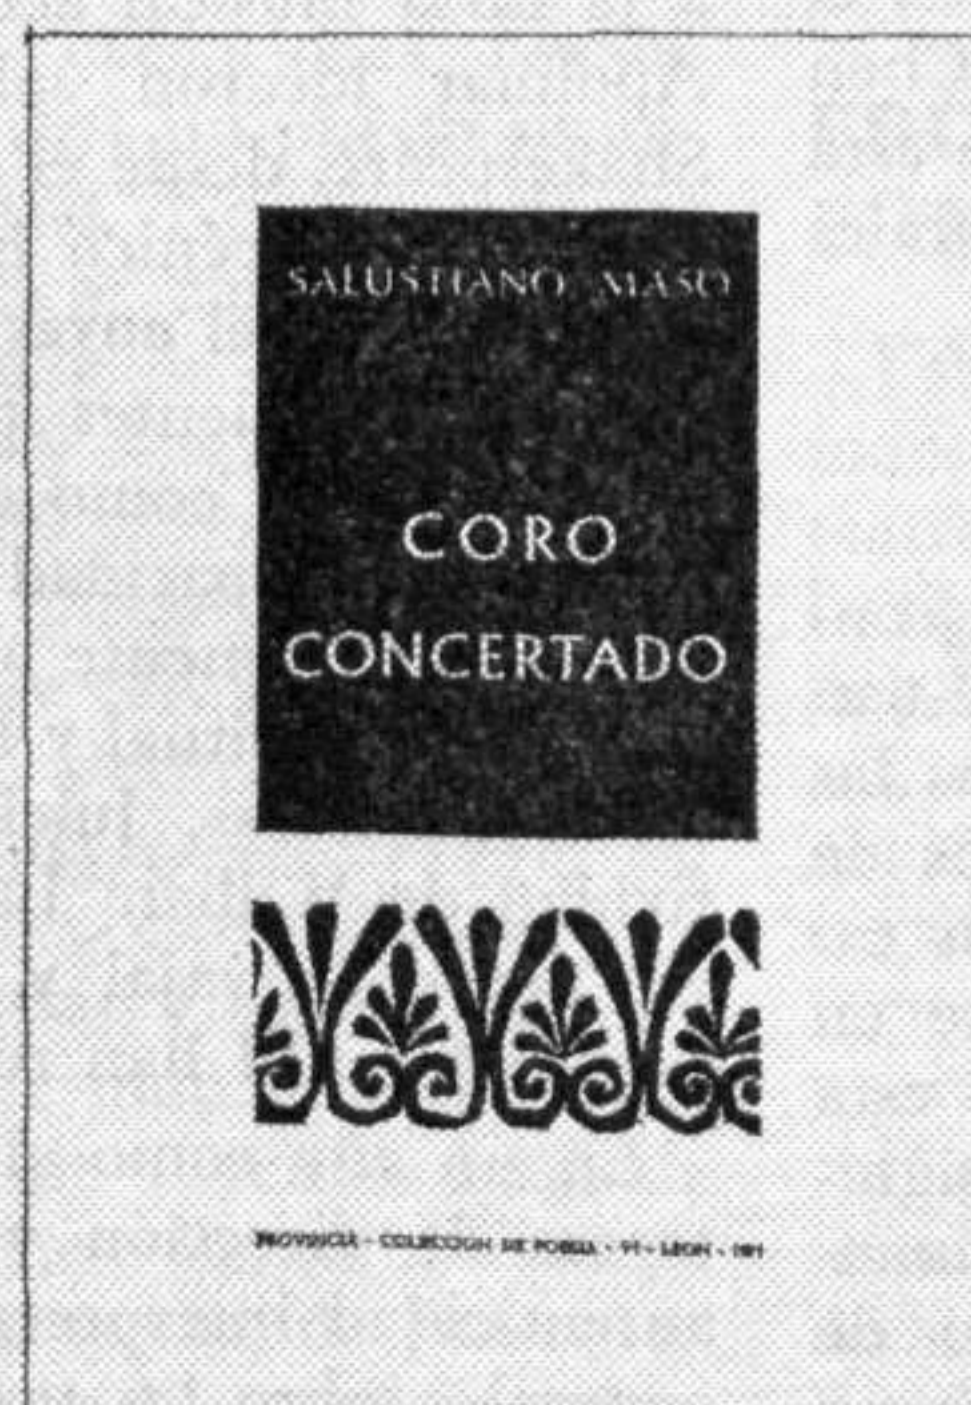 SALUSTIANO MASO
CORO
CONCERTADO
PROVINCIA - COLECCION DE POESIA - LEON -